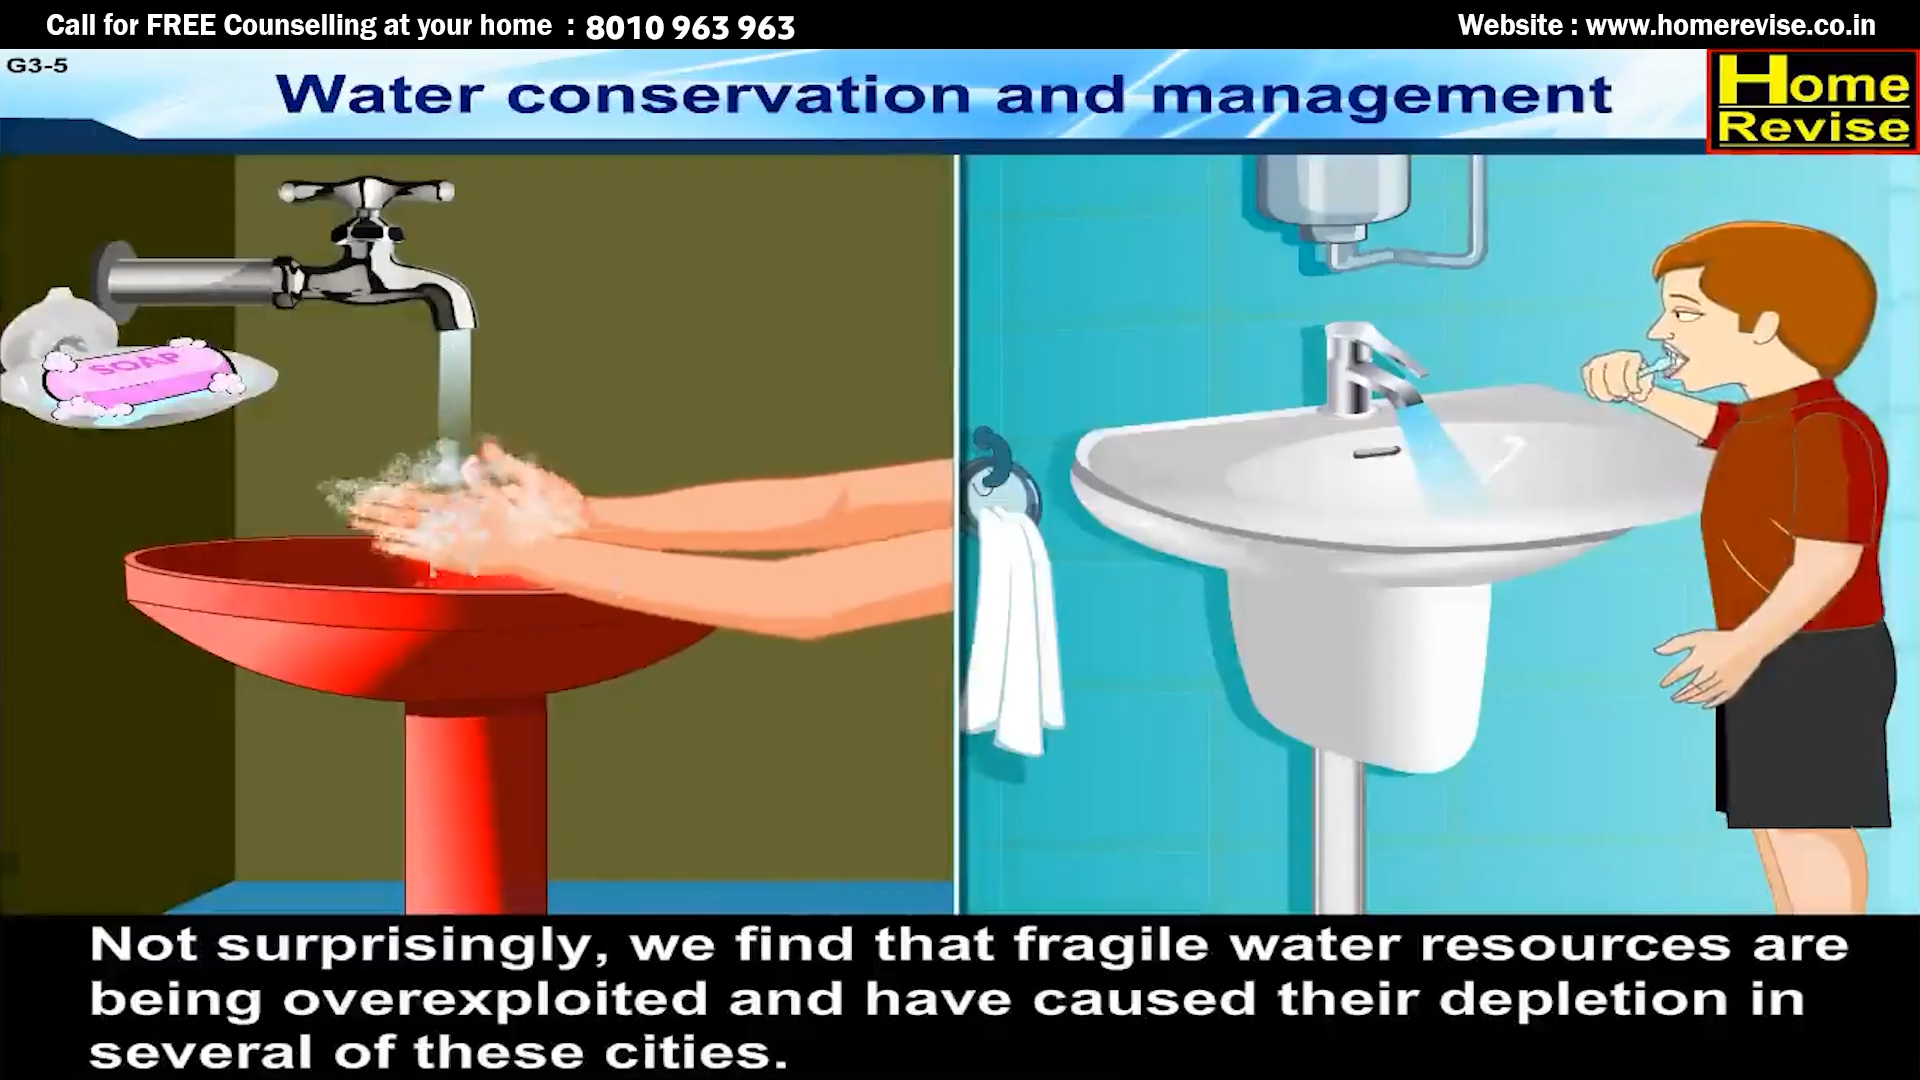 Call for FREE Counselling at your home : 8010 963 963
Website : www.homerevise.co.in
G3-5
Water conservation and management
Home
Revise
SOAP
Not surprisingly, we find that fragile water resources are
being overexploited and have caused their depletion in
several of these cities.